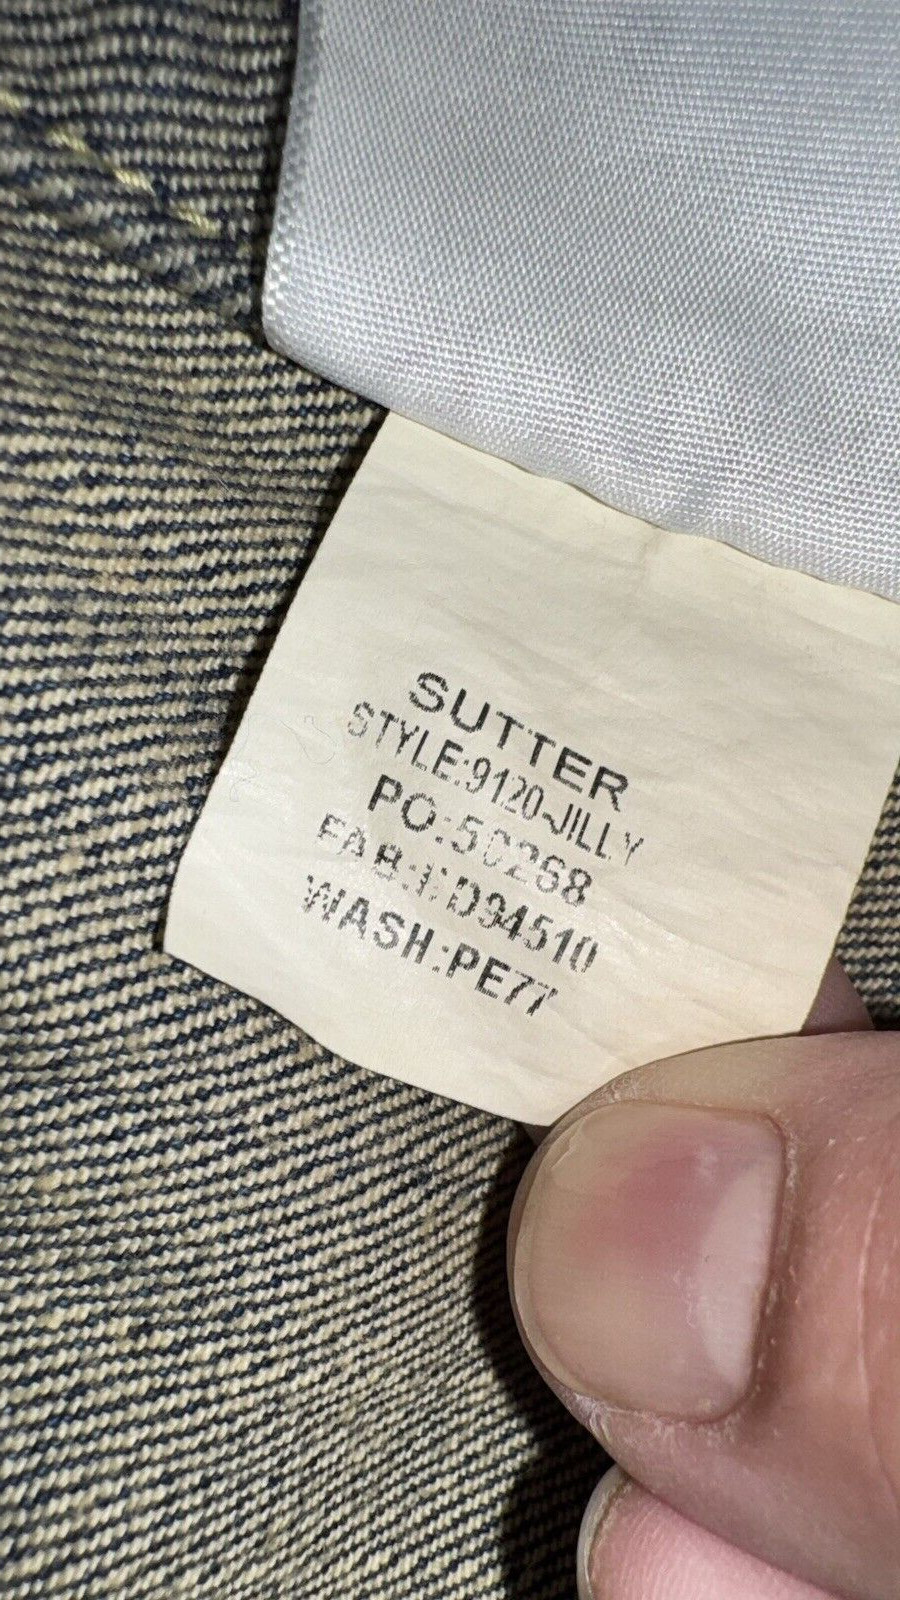 SUTTER
STYLE:9120-JILLY
PO:50268
WASH:PE77